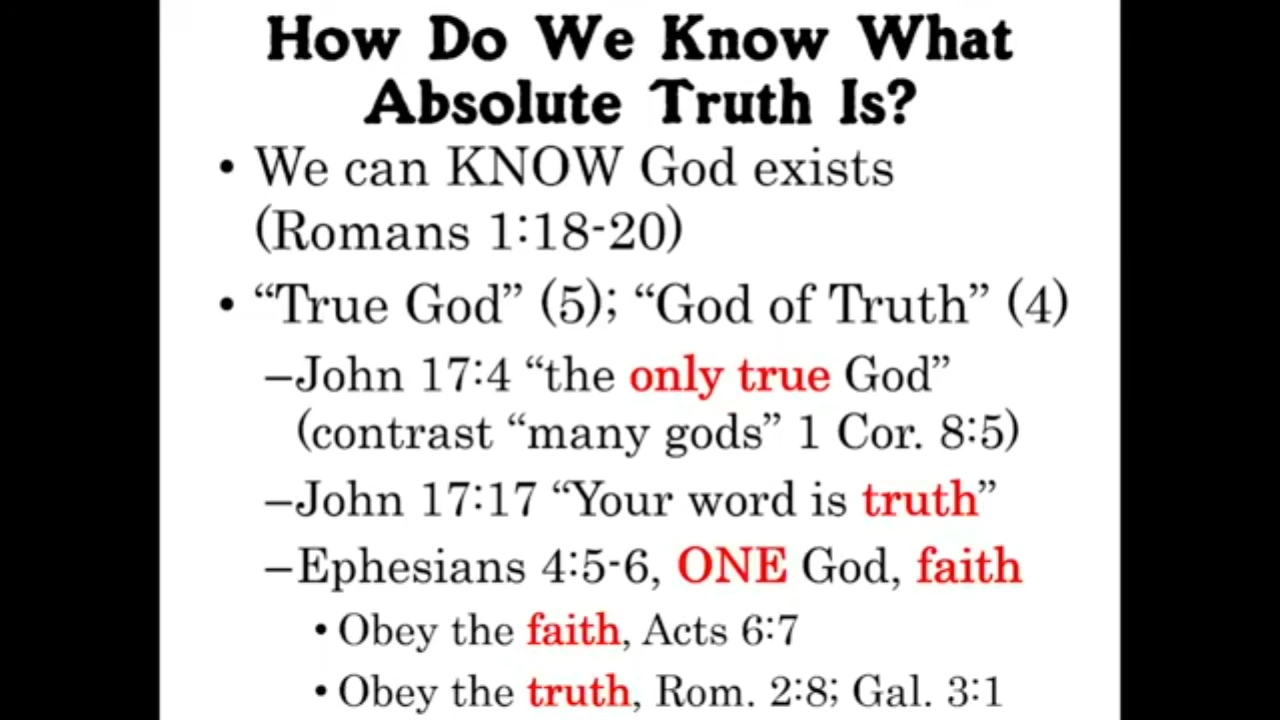 How Do We Know What
Absolute Truth Is?
• We can KNOW God exists
(Romans 1:18-20)
• “True God” (5); “God of Truth” (4)
–John 17:4 “the only true God”
(contrast “many gods” 1 Cor. 8:5)
–John 17:17 “Your word is truth”
–Ephesians 4:5-6, ONE God, faith
• Obey the faith, Acts 6:7
• Obey the truth, Rom. 2:8; Gal. 3:1